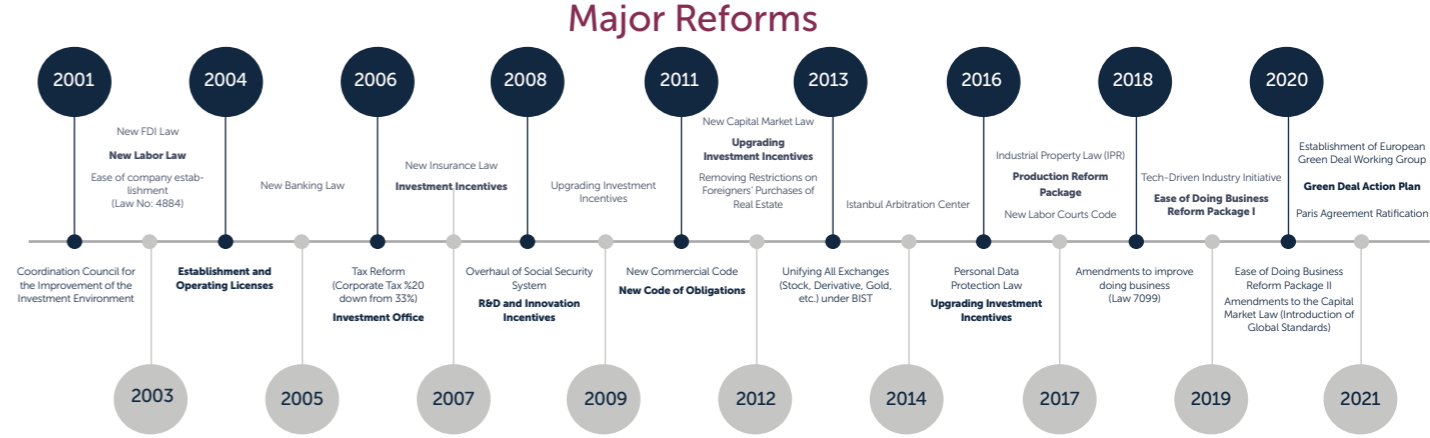 Major Reforms
2001
2004
2006
2008
2011
2013
2016
2018
2020
New FDI Law
New Labor Law
Ease of company estab-
lishment
(Law No: 4884)
New Banking Law
New Insurance Law
Investment Incentives
Upgrading Investment
Incentives
New Capital Market Law
Upgrading
Investment Incentives
Removing Restrictions on
Foreigners' Purchases of
Real Estate
Istanbul Arbitration Center
Industrial Property Law (IPR)
Production Reform
Package
New Labor Courts Code
Tech-Driven Industry Initiative
Ease of Doing Business
Reform Package I
Establishment of European
Green Deal Working Group
Green Deal Action Plan
Paris Agreement Ratification
Coordination Council for
the Improvement of the
Investment Environment
Establishment and
Operating Licenses
Tax Reform
(Corporate Tax %20
down from 33%)
Investment Office
Overhaul of Social Security
System
R&D and Innovation
Incentives
New Commercial Code
New Code of Obligations
Unifying All Exchanges
(Stock, Derivative, Gold,
etc.) under BIST
Personal Data
Protection Law
Upgrading Investment
Incentives
Amendments to improve
doing business
(Law 7099)
Ease of Doing Business
Reform Package II
Amendments to the Capital
Market Law (Introduction of
Global Standards)
2003
2005
2007
2009
2012
2014
2017
2019
2021